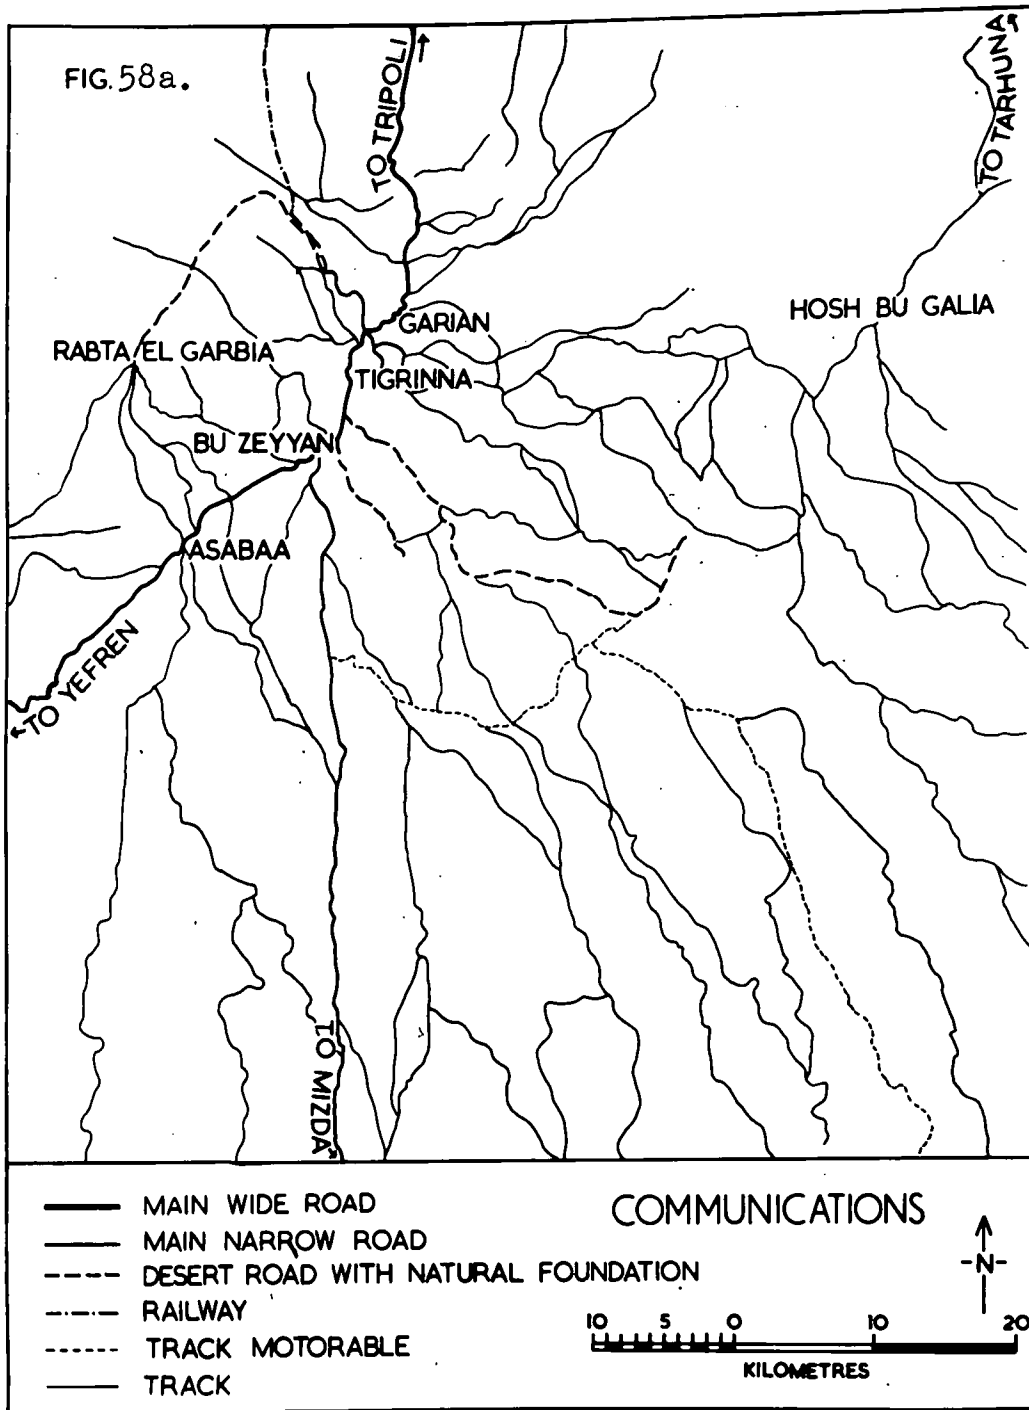 FIG. 58a.
TO TRIPOLI
TO TARHUNA
GARIAN
HOSH BU GALIA
RABTA EL GARBIA
TIGRINNA
BU ZEYYAN
ASABAA
TO YEFREN
TO MIZDA
MAIN WIDE ROAD
MAIN NARROW ROAD
DESERT ROAD WITH NATURAL FOUNDATION
RAILWAY
TRACK MOTORABLE
TRACK
COMMUNICATIONS
-N-
10 5 0 10 20
KILOMETRES